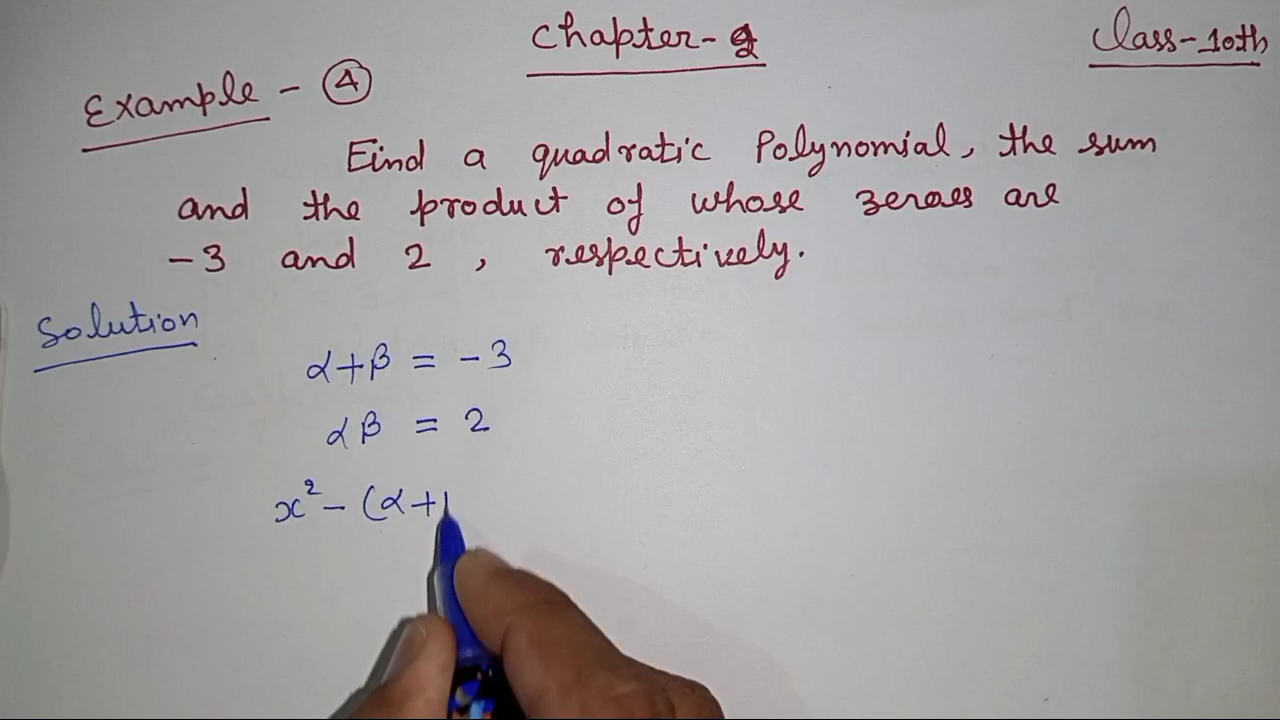 Chapter-2
Class-10th
Example - ④
Find a quadratic Polynomial, the sum
and the product of whose zeroes are
-3 and 2 , respectively.
Solution
α+β = -3
αβ = 2
x² - (α+